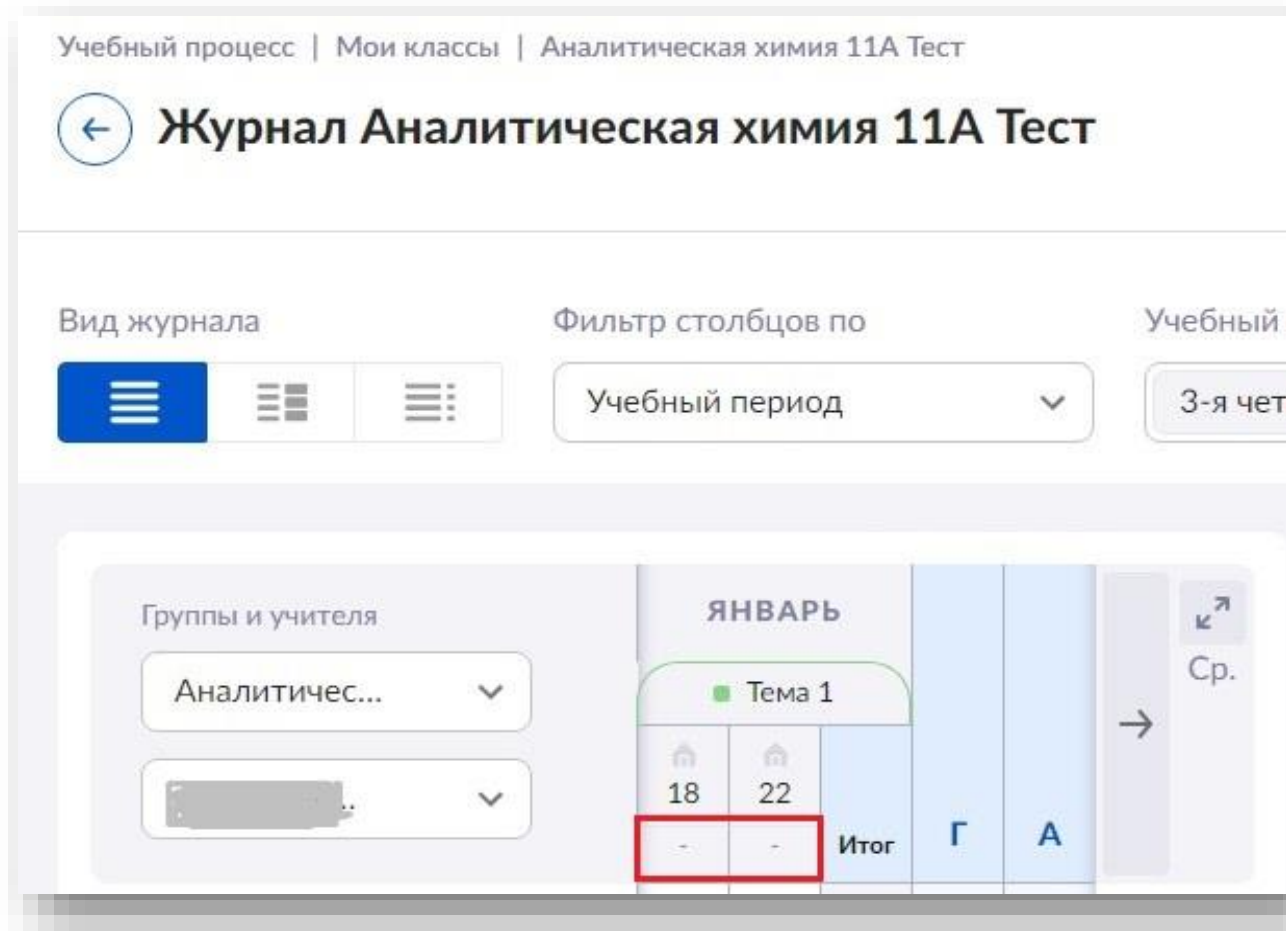 Учебный процесс | Мои классы | Аналитическая химия 11А Тест
Журнал Аналитическая химия 11А Тест
Вид журнала
Фильтр столбцов по
Учебный
Учебный период
3-я чет
Группы и учителя
Аналитичес...
ЯНВАРЬ
Тема 1
Ср.
18 22
- - Итог Г А